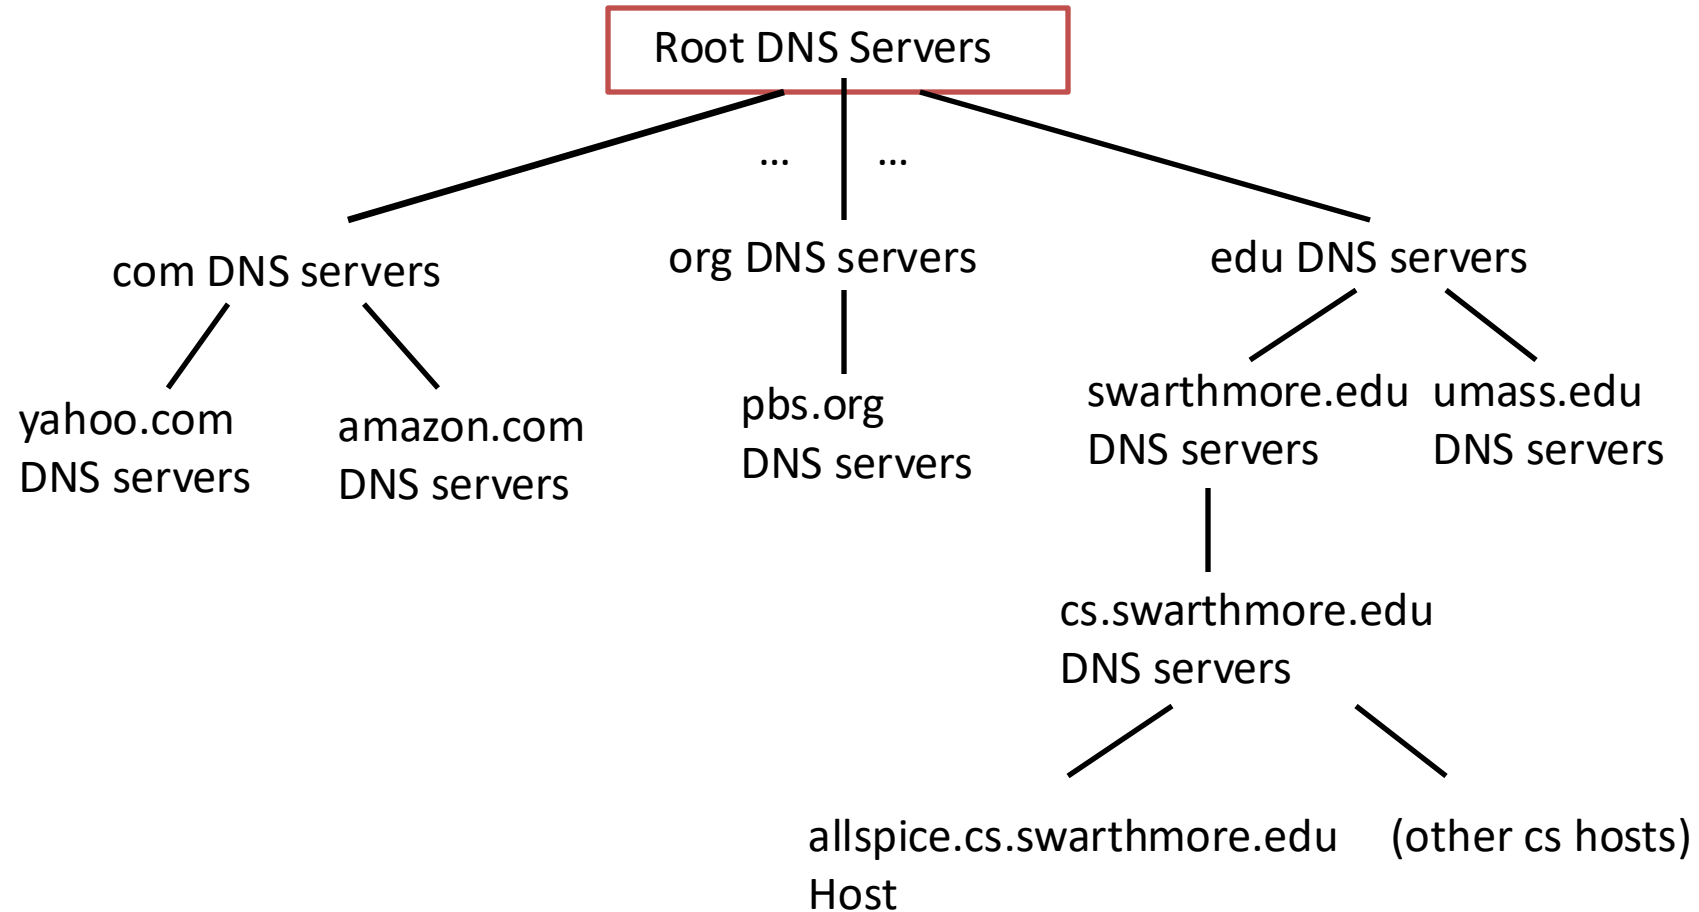 Root DNS Servers
... ...
com DNS servers
org DNS servers
edu DNS servers
yahoo.com
DNS servers
amazon.com
DNS servers
pbs.org
DNS servers
swarthmore.edu
DNS servers
umass.edu
DNS servers
cs.swarthmore.edu
DNS servers
allspice.cs.swarthmore.edu
Host
(other cs hosts)